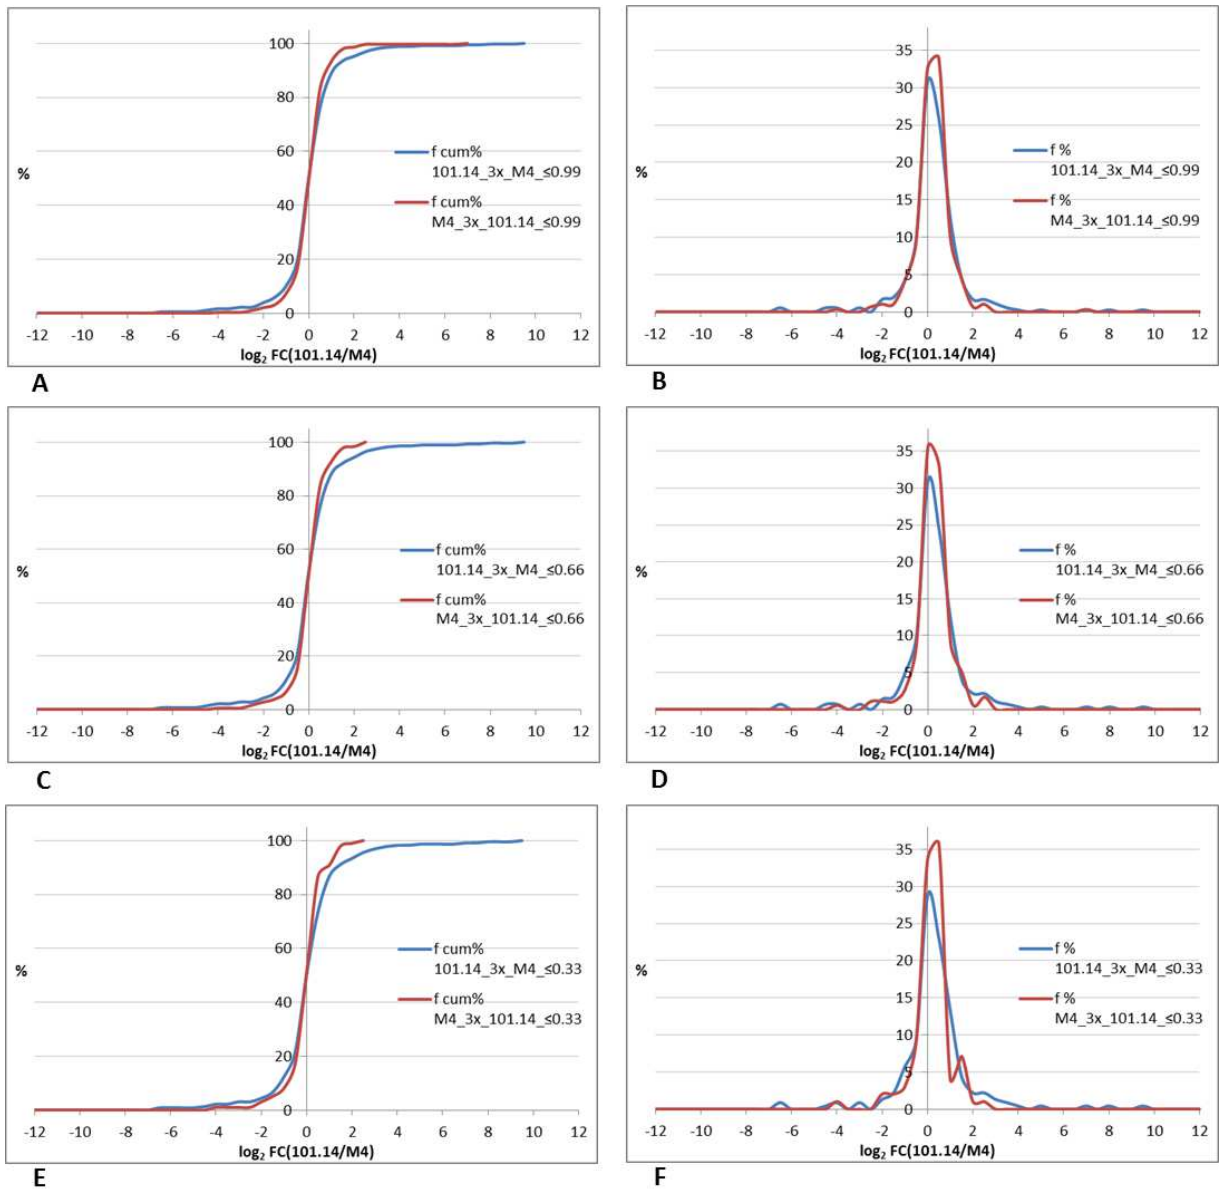 100
80
60
40
20
0
%
f cum%
101.14_3x_M4_≤0.99
f cum%
M4_3x_101.14_≤0.99
-12 -10 -8 -6 -4 -2 0 2 4 6 8 10 12
log₂ FC(101.14/M4)
A
35
30
25
20
15
10
5
0
%
f %
101.14_3x_M4_≤0.99
f %
M4_3x_101.14_≤0.99
-12 -10 -8 -6 -4 -2 0 2 4 6 8 10 12
log₂ FC(101.14/M4)
B
100
80
60
40
20
0
%
f cum%
101.14_3x_M4_≤0.66
f cum%
M4_3x_101.14_≤0.66
-12 -10 -8 -6 -4 -2 0 2 4 6 8 10 12
log₂ FC(101.14/M4)
C
35
30
25
20
15
10
5
0
%
f %
101.14_3x_M4_≤0.66
f %
M4_3x_101.14_≤0.66
-12 -10 -8 -6 -4 -2 0 2 4 6 8 10 12
log₂ FC(101.14/M4)
D
100
80
60
40
20
0
%
f cum%
101.14_3x_M4_≤0.33
f cum%
M4_3x_101.14_≤0.33
-12 -10 -8 -6 -4 -2 0 2 4 6 8 10 12
log₂ FC(101.14/M4)
E
35
30
25
20
15
10
5
0
%
f %
101.14_3x_M4_≤0.33
f %
M4_3x_101.14_≤0.33
-12 -10 -8 -6 -4 -2 0 2 4 6 8 10 12
log₂ FC(101.14/M4)
F